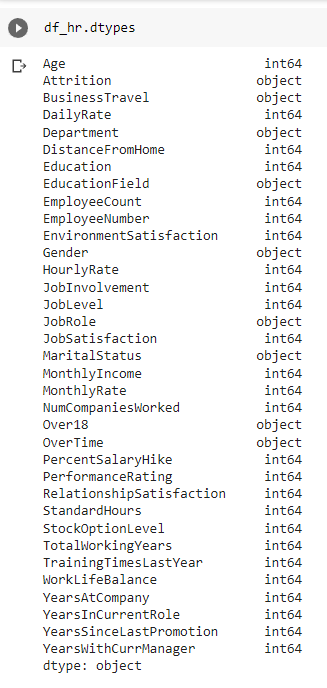 df_hr.dtypes
Age int64
Attrition object
BusinessTravel object
DailyRate int64
Department object
DistanceFromHome int64
Education int64
EducationField object
EmployeeCount int64
EmployeeNumber int64
EnvironmentSatisfaction int64
Gender object
HourlyRate int64
JobInvolvement int64
JobLevel int64
JobRole object
JobSatisfaction int64
MaritalStatus object
MonthlyIncome int64
MonthlyRate int64
NumCompaniesWorked int64
Over18 object
OverTime object
PercentSalaryHike int64
PerformanceRating int64
RelationshipSatisfaction int64
StandardHours int64
StockOptionLevel int64
TotalWorkingYears int64
TrainingTimesLastYear int64
WorkLifeBalance int64
YearsAtCompany int64
YearsInCurrentRole int64
YearsSinceLastPromotion int64
YearsWithCurrManager int64
dtype: object